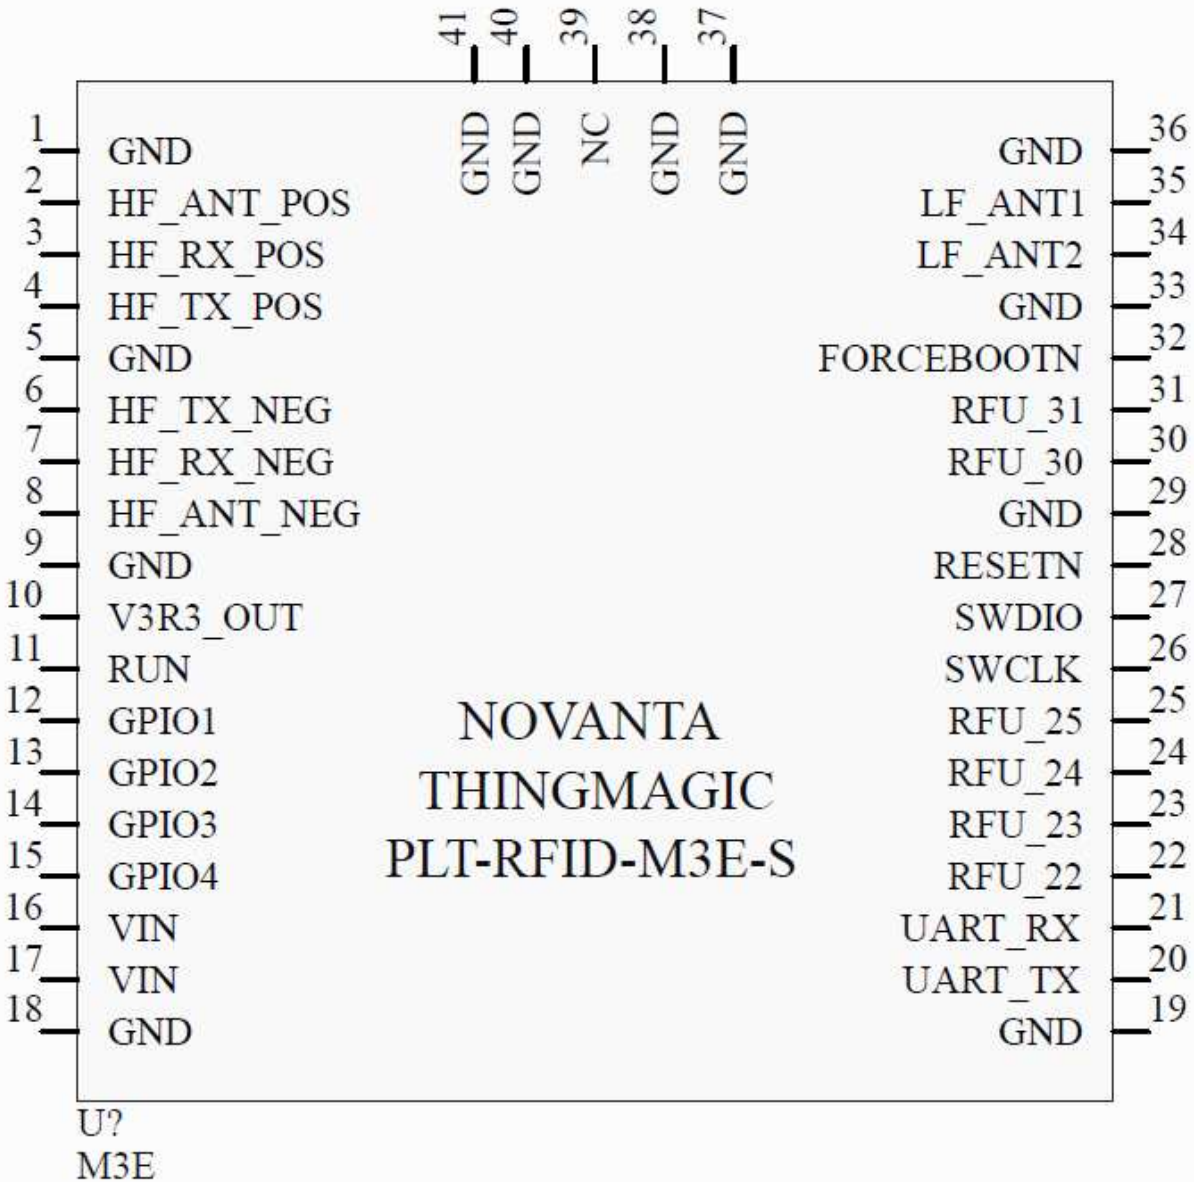 41 40 39 38 37
GND GND NC GND GND
1 GND
2 HF_ANT_POS
3 HF_RX_POS
4 HF_TX_POS
5 GND
6 HF_TX_NEG
7 HF_RX_NEG
8 HF_ANT_NEG
9 GND
10 V3R3_OUT
11 RUN
12 GPIO1
13 GPIO2
14 GPIO3
15 GPIO4
16 VIN
17 VIN
18 GND
NOVANTA
THINGMAGIC
PLT-RFID-M3E-S
GND 36
LF_ANT1 35
LF_ANT2 34
GND 33
FORCEBOOTN 32
RFU_31 31
RFU_30 30
GND 29
RESETN 28
SWDIO 27
SWCLK 26
RFU_25 25
RFU_24 24
RFU_23 23
RFU_22 22
UART_RX 21
UART_TX 20
GND 19
U?
M3E